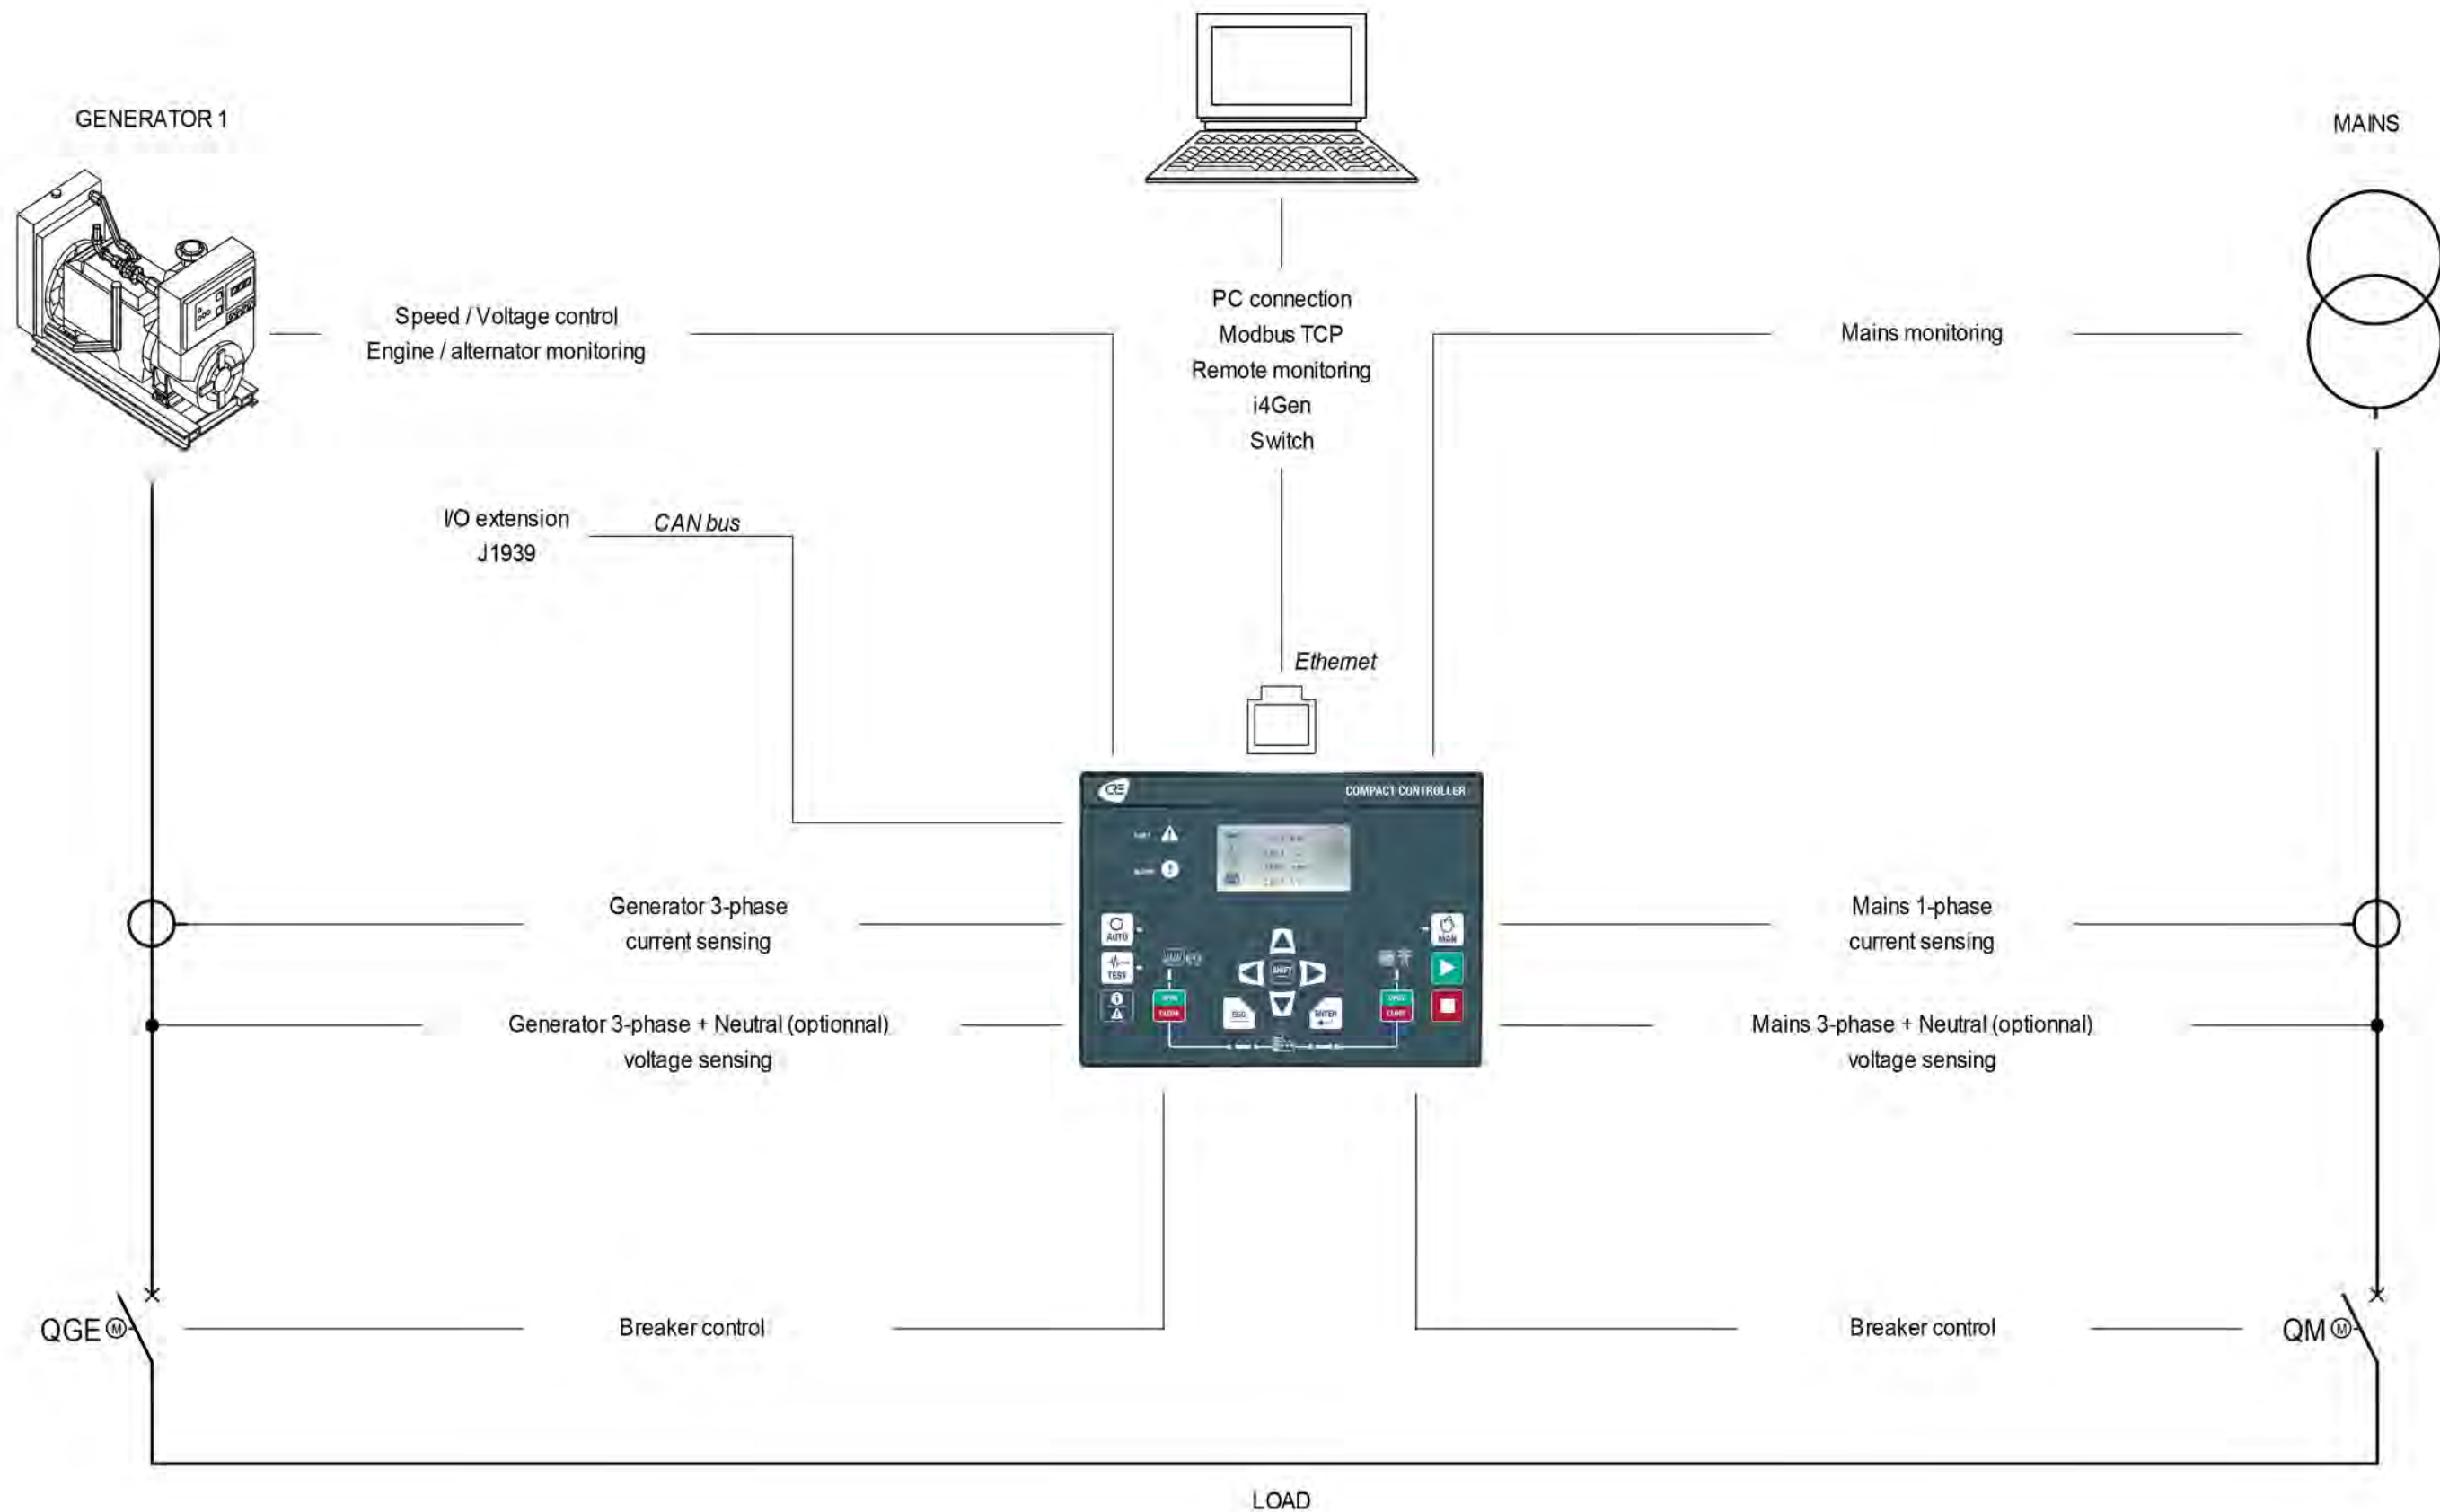 GENERATOR 1
MAINS
Speed / Voltage control
Engine / alternator monitoring
PC connection
Modbus TCP
Remote monitoring
i4Gen
Switch
Mains monitoring
I/O extension
J1939
CAN bus
Ethernet
CRE
COMPACT CONTROLLER
Generator 3-phase
current sensing
Mains 1-phase
current sensing
AUTO
MAN
TEST
SHIFT
ESC
ENTER
Generator 3-phase + Neutral (optionnal)
voltage sensing
Mains 3-phase + Neutral (optionnal)
voltage sensing
QGE M
Breaker control
Breaker control
QM M
LOAD